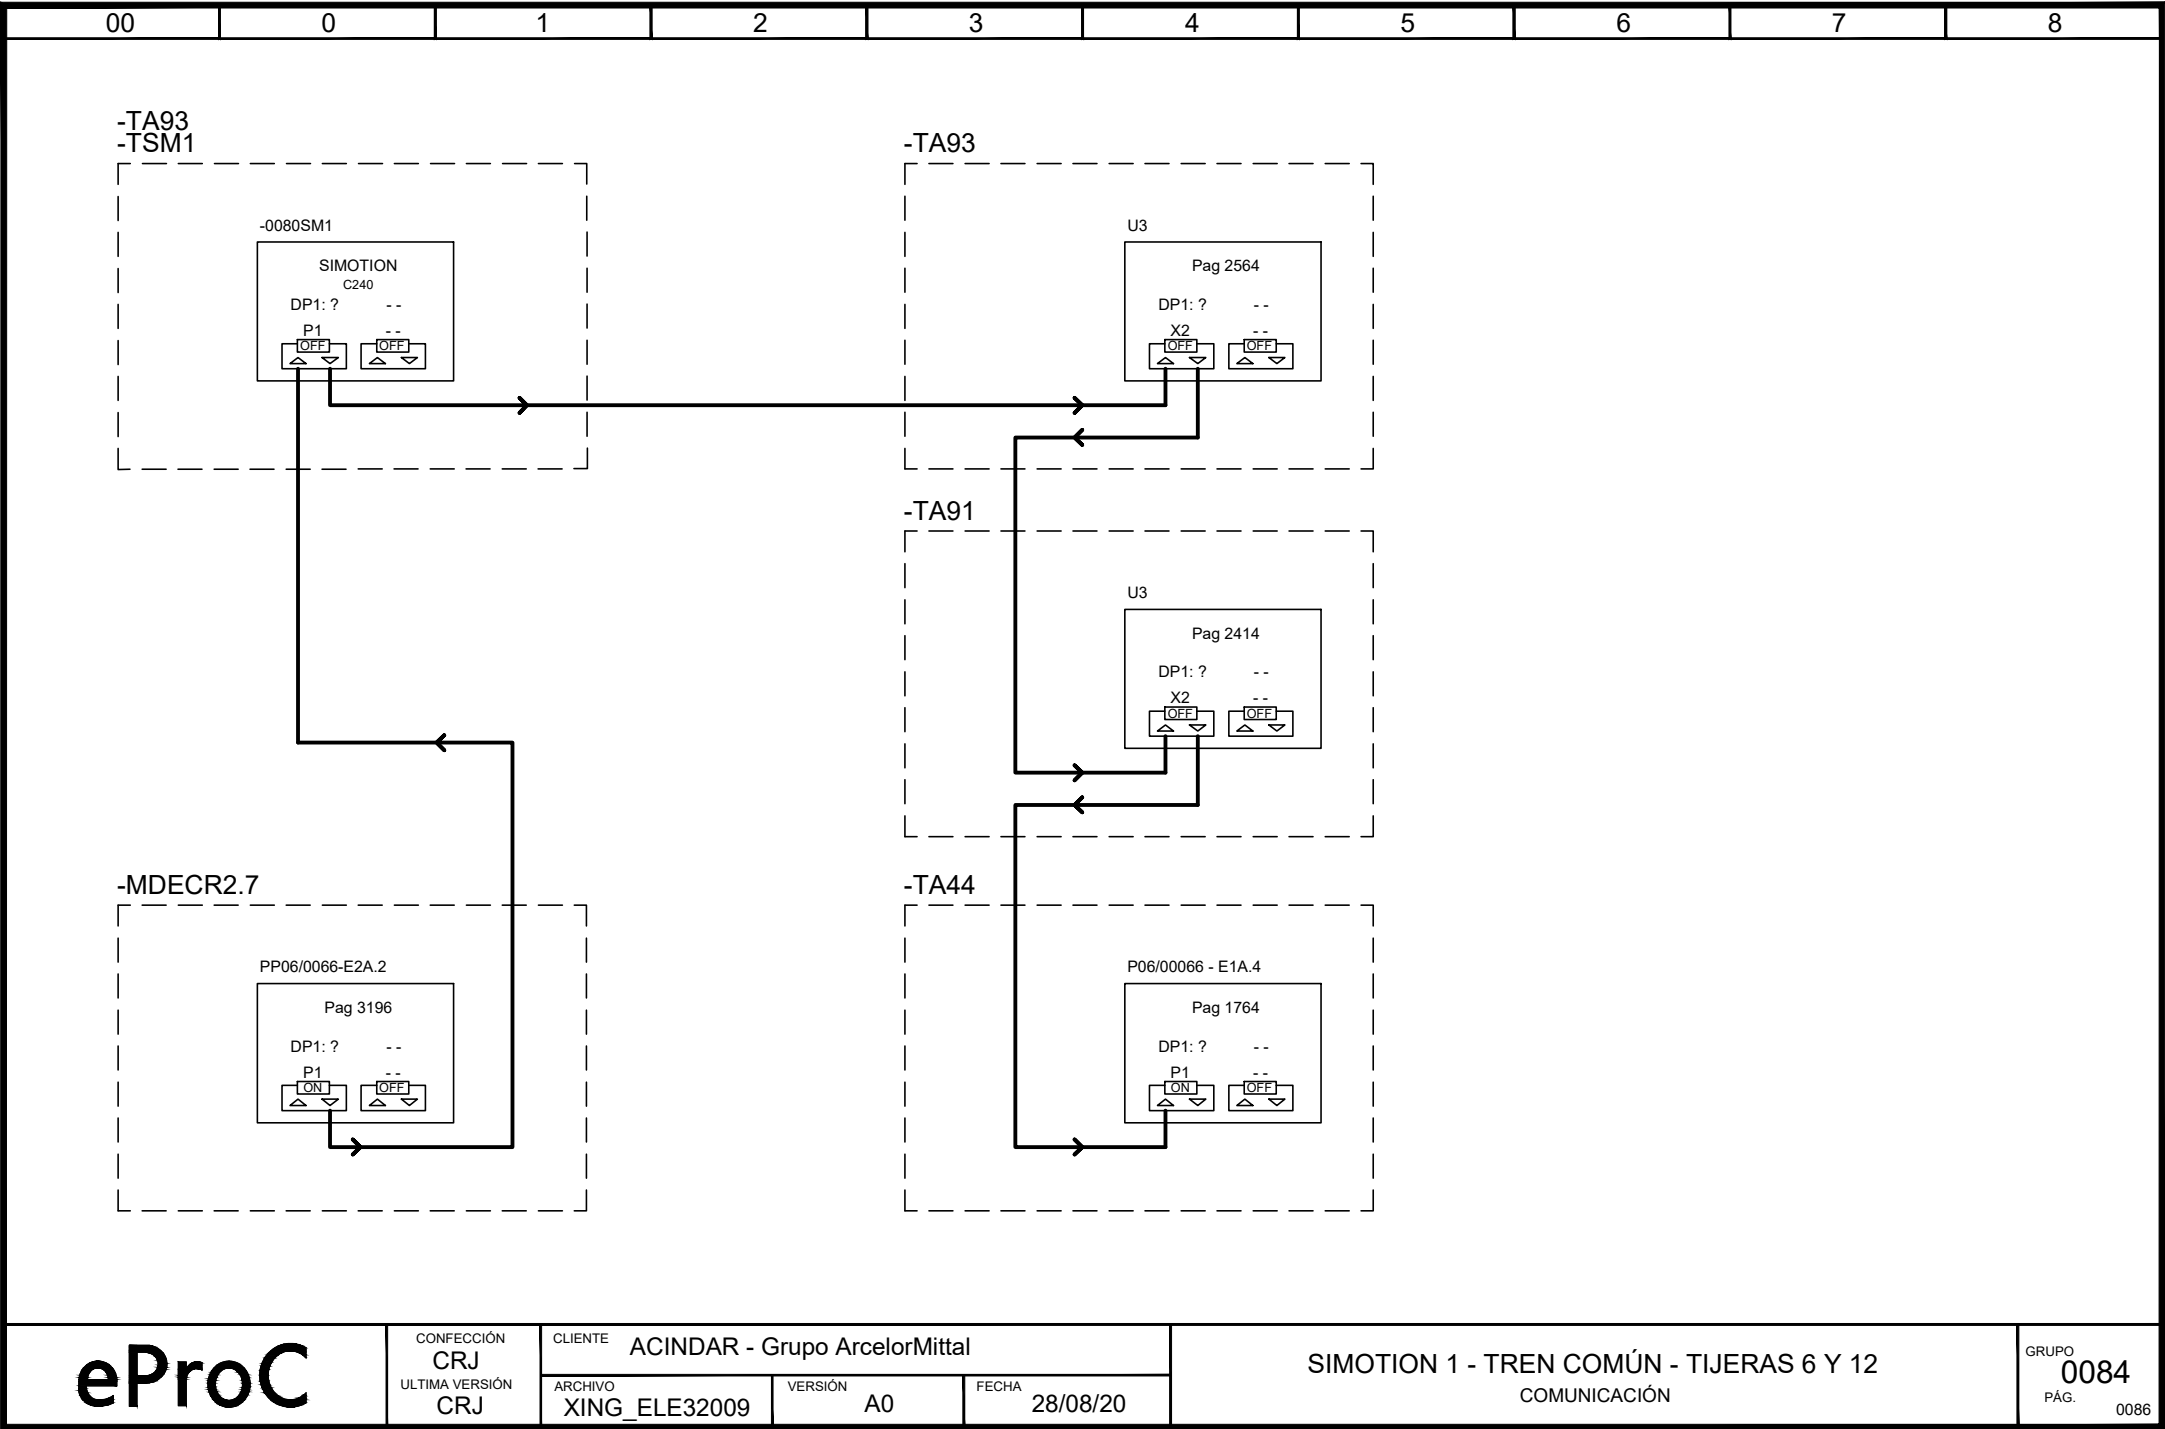 00 0 1 2 3 4 5 6 7 8
-TA93
-TSM1
-0080SM1
SIMOTION
C240
DP1: ? - -
P1 - -
OFF OFF
-TA93
U3
Pag 2564
DP1: ? - -
X2 - -
OFF OFF
-TA91
U3
Pag 2414
DP1: ? - -
X2 - -
OFF OFF
-MDECR2.7
PP06/0066-E2A.2
Pag 3196
DP1: ? - -
P1 - -
ON OFF
-TA44
P06/00066 - E1A.4
Pag 1764
DP1: ? - -
P1 - -
ON OFF
eProC
CONFECCIÓN
CRJ
ULTIMA VERSIÓN
CRJ
CLIENTE ACINDAR - Grupo ArcelorMittal
ARCHIVO
XING_ELE32009
VERSIÓN
A0
FECHA
28/08/20
SIMOTION 1 - TREN COMÚN - TIJERAS 6 Y 12
COMUNICACIÓN
GRUPO
0084
PÁG.
0086